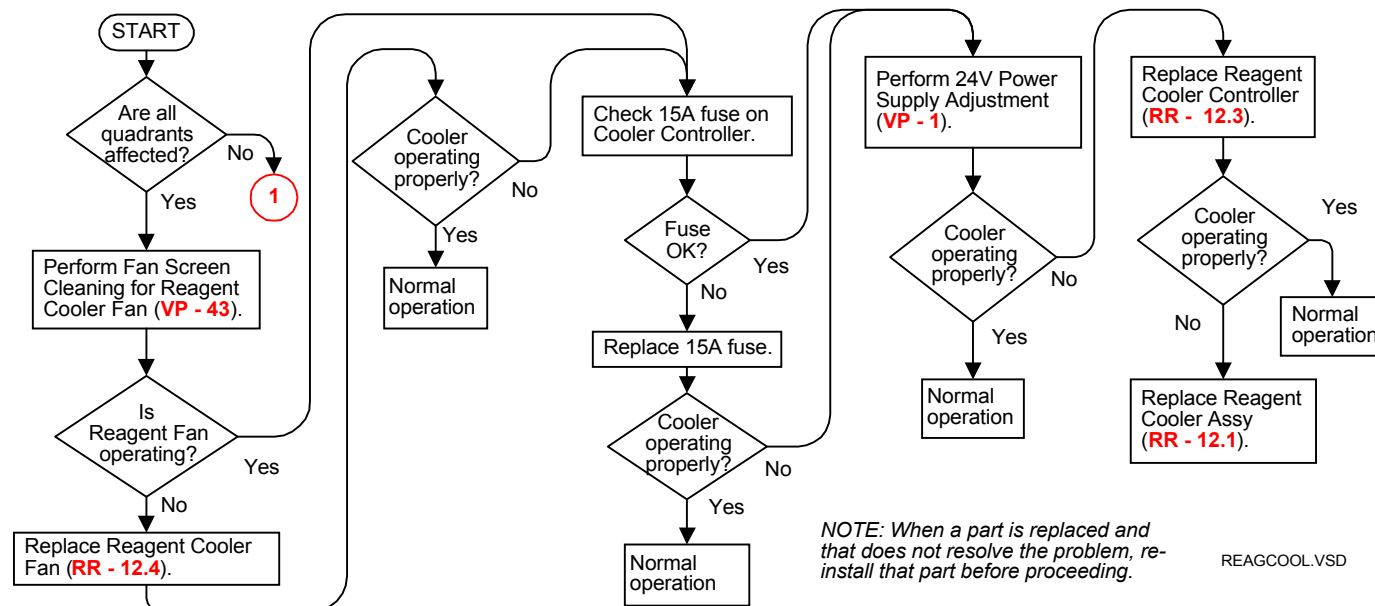 START
Are all
quadrants
affected?
No
1
Yes
Perform Fan Screen
Cleaning for Reagent
Cooler Fan (VP - 43).
Is
Reagent Fan
operating?
Yes
No
Replace Reagent Cooler
Fan (RR - 12.4).
Cooler
operating
properly?
No
Yes
Normal
operation
Check 15A fuse on
Cooler Controller.
Fuse
OK?
Yes
No
Replace 15A fuse.
Cooler
operating
properly?
No
Yes
Normal
operation
Perform 24V Power
Supply Adjustment
(VP - 1).
Cooler
operating
properly?
No
Yes
Normal
operation
Replace Reagent
Cooler Controller
(RR - 12.3).
Cooler
operating
properly?
Yes
Normal
operation
No
Replace Reagent
Cooler Assy
(RR - 12.1).
NOTE: When a part is replaced and
that does not resolve the problem, re-
install that part before proceeding.
REAGCOOL.VSD